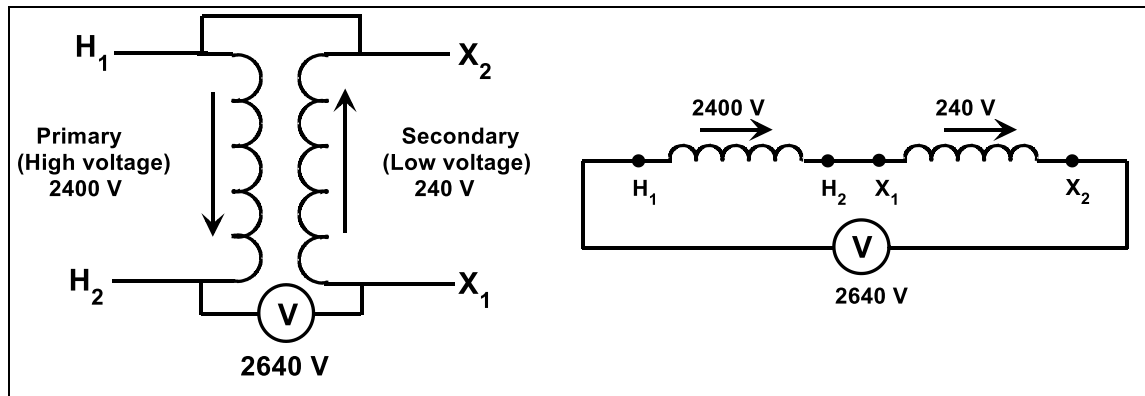 H1
X2
Primary
(High voltage)
2400 V
Secondary
(Low voltage)
240 V
H2
X1
V
2640 V
2400 V
240 V
H1
H2
X1
X2
V
2640 V